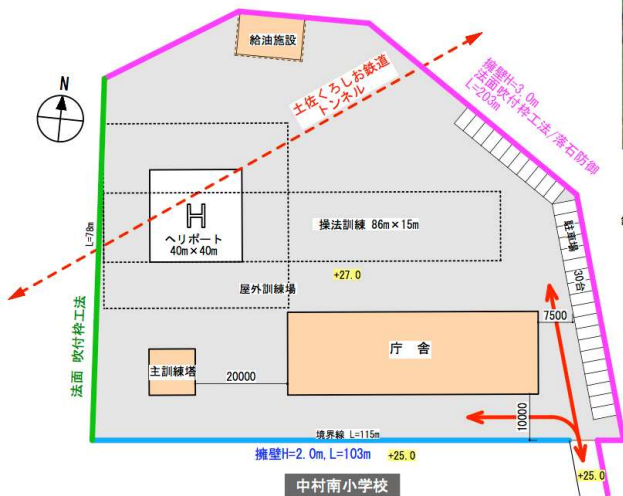 給油施設
N
土佐くろしお鉄道
トンネル
擁壁H=3.0m
法面吹付枠工法/落石防御
L=203m
H
ヘリポート
40m×40m
操法訓練 86m×15m
L=78m
+27.0
屋外訓練場
駐車場
30台
7500
法面 吹付枠工法
主訓練塔
20000
庁 舎
10000
境界線 L=115m
擁壁H=2.0m, L=103m
+25.0
+25.0
中村南小学校